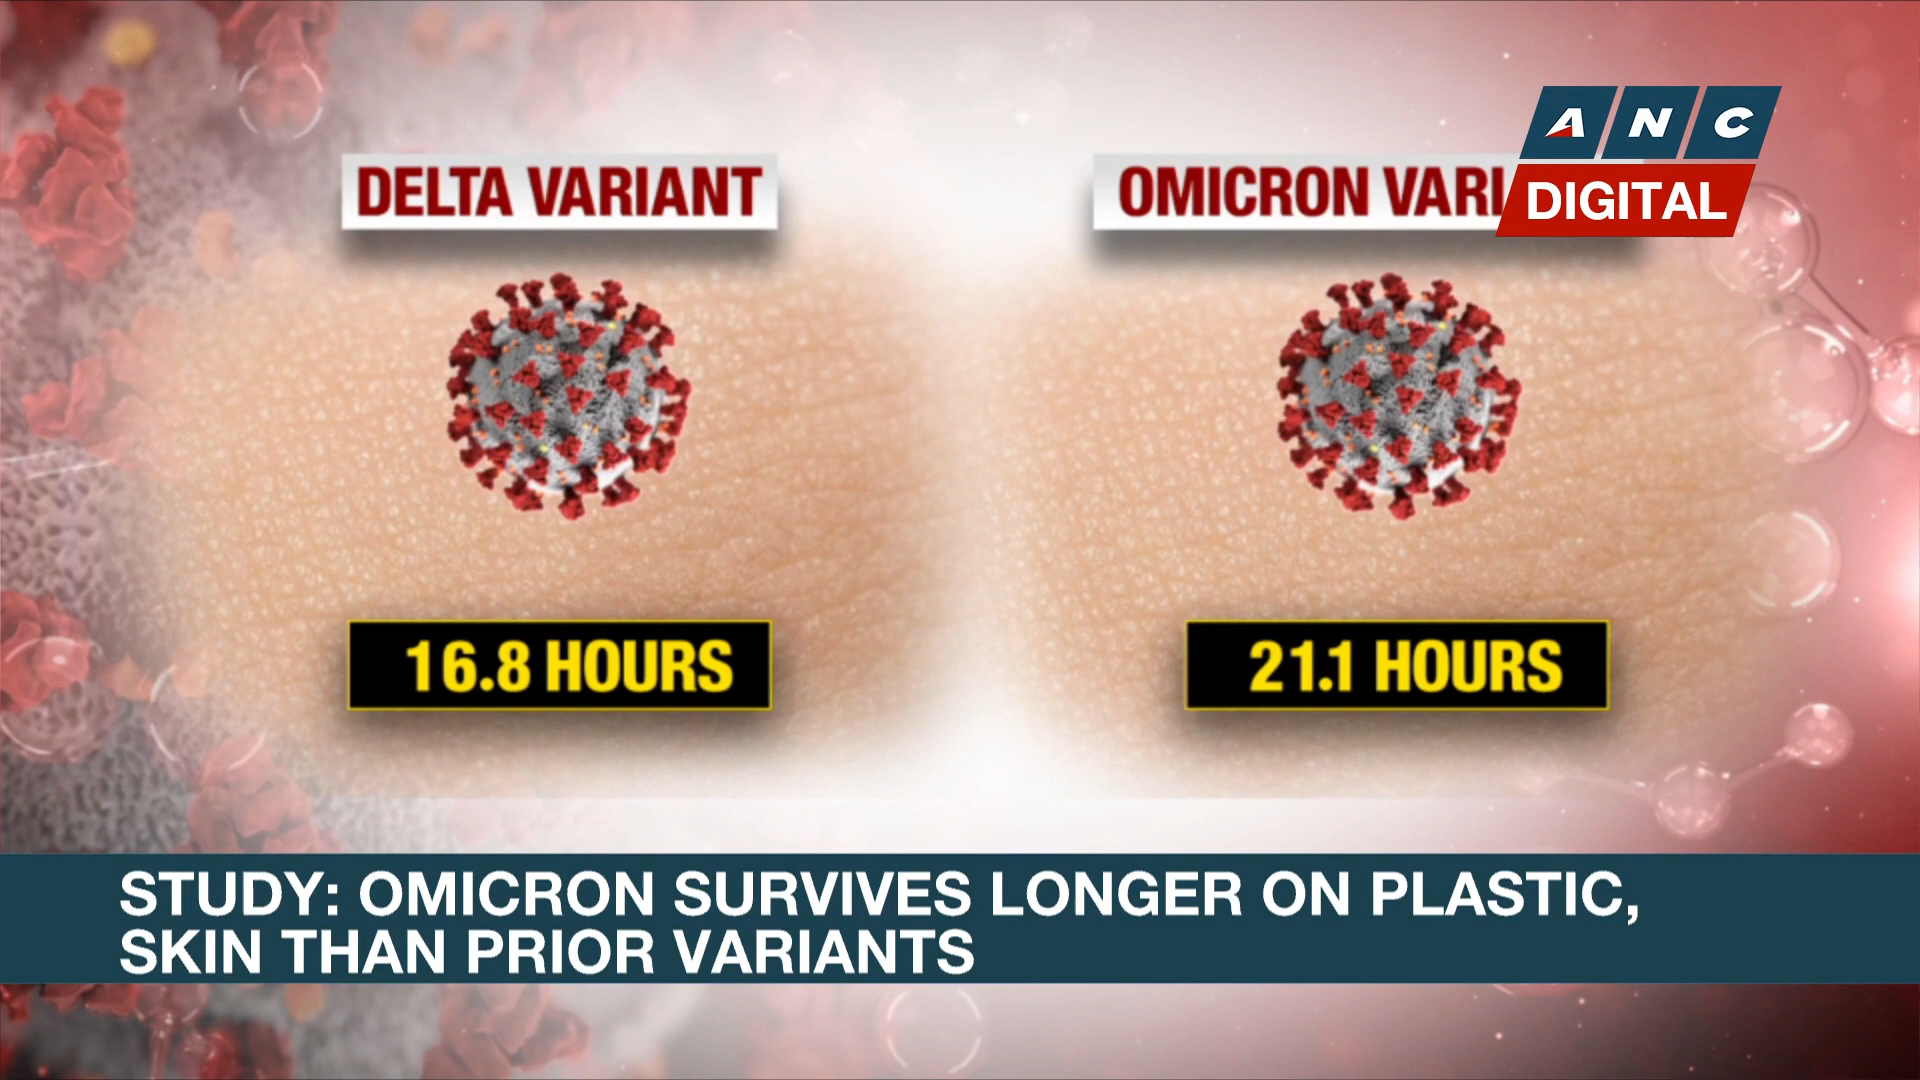 ANC
DIGITAL
DELTA VARIANT
OMICRON VARI
16.8 HOURS
21.1 HOURS
STUDY: OMICRON SURVIVES LONGER ON PLASTIC,
SKIN THAN PRIOR VARIANTS